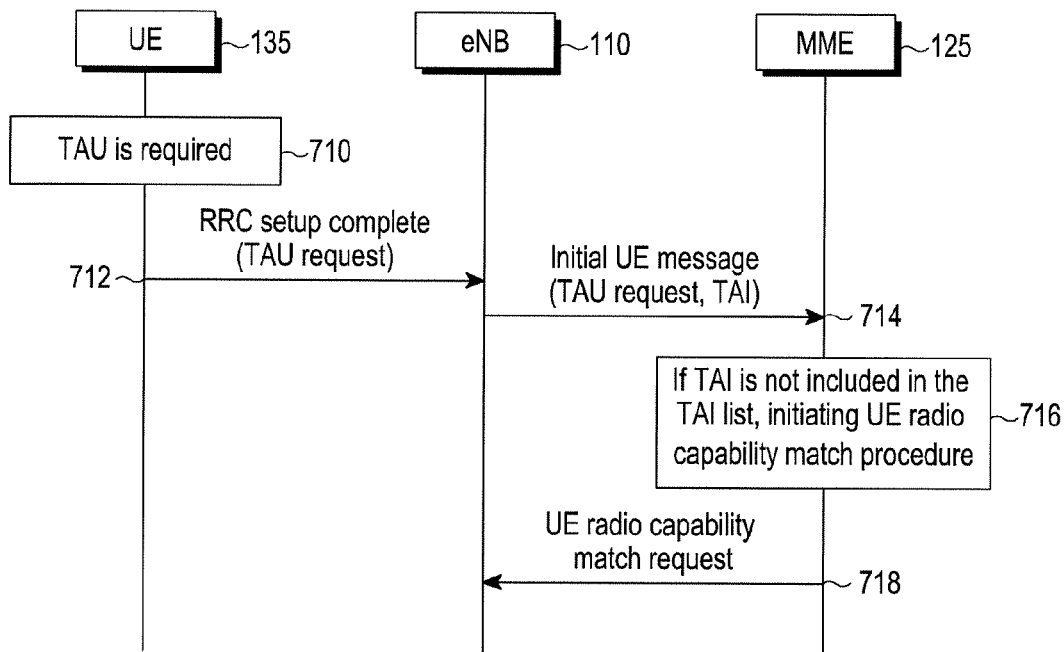 UE
135
eNB
110
MME
125
TAU is required
710
RRC setup complete
(TAU request)
712
Initial UE message
(TAU request, TAI)
714
If TAI is not included in the
TAI list, initiating UE radio
capability match procedure
716
UE radio capability
match request
718